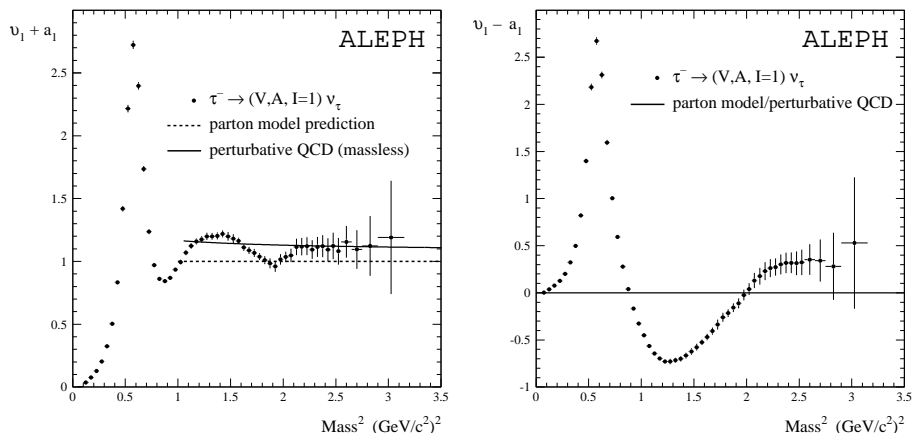 υ₁ + a₁
ALEPH
τ⁻ → (V,A, I=1) ν_τ
parton model prediction
perturbative QCD (massless)
2.5
2
1.5
1
0.5
0
0 0.5 1 1.5 2 2.5 3 3.5
Mass² (GeV/c²)²
υ₁ – a₁
ALEPH
τ⁻ → (V,A, I=1) ν_τ
parton model/perturbative QCD
2.5
2
1.5
1
0.5
0
-0.5
-1
0 0.5 1 1.5 2 2.5 3 3.5
Mass² (GeV/c²)²